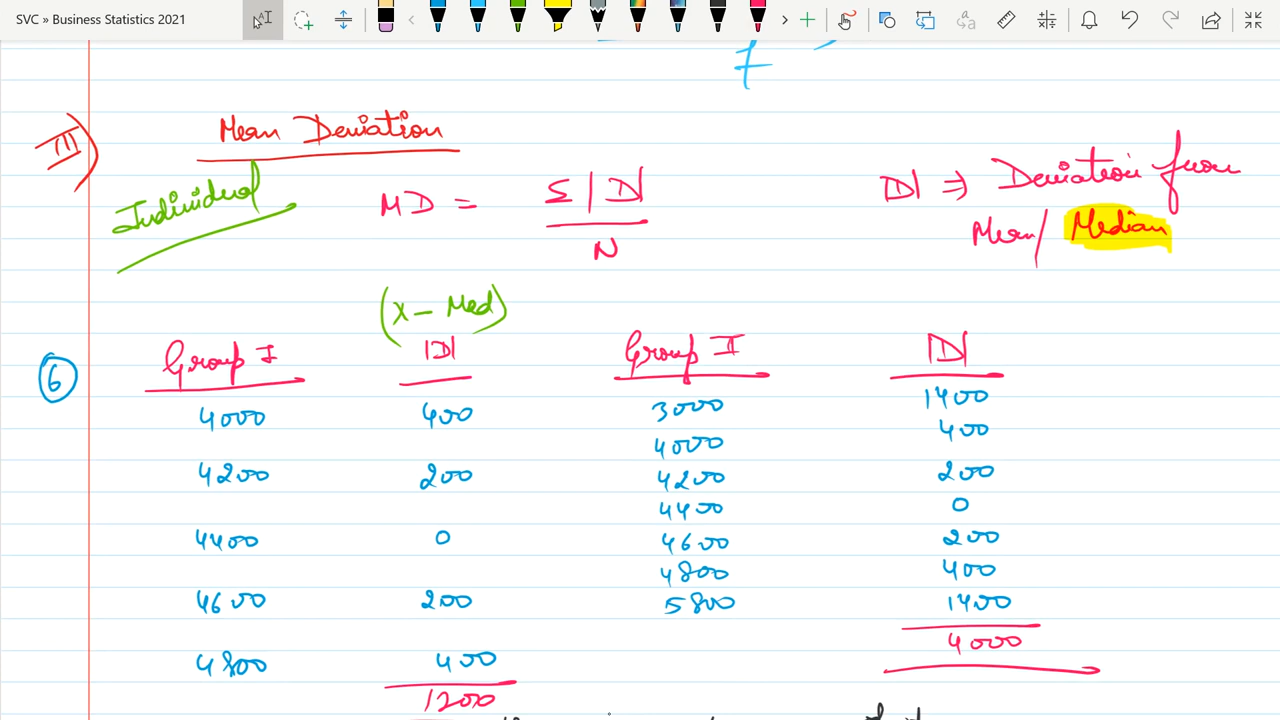 SVC » Business Statistics 2021
III) Mean Deviation
Individual
MD = Σ |D| / N
|D| ⇒ Deviation from
Mean/ Median
(X - Med)
6
Group I |D| Group II |D|
4000 400 3000 1400
4000 400
4200 200 4200 200
4400 0
4400 0 4600 200
4800 400
4600 200 5800 1400
4000
4800 400
1200